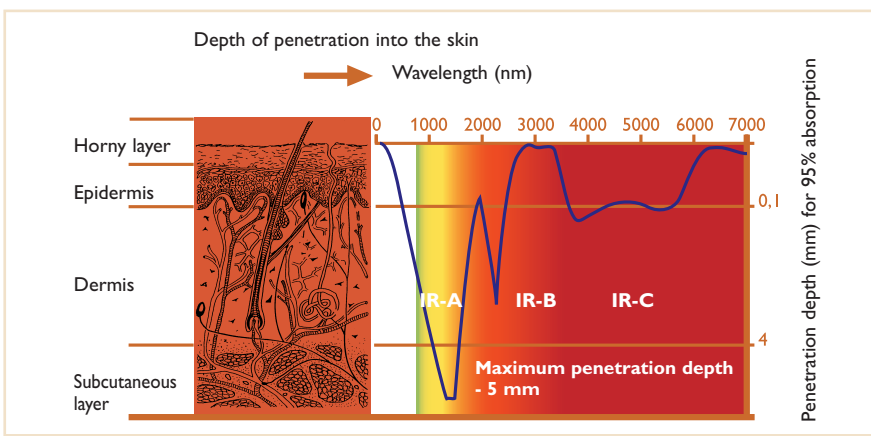 Depth of penetration into the skin
Wavelength (nm)
0 1000 2000 3000 4000 5000 6000 7000
Horny layer
Epidermis
Dermis
Subcutaneous
layer
IR-A IR-B IR-C
Maximum penetration depth
- 5 mm
0,1
4
Penetration depth (mm) for 95% absorption